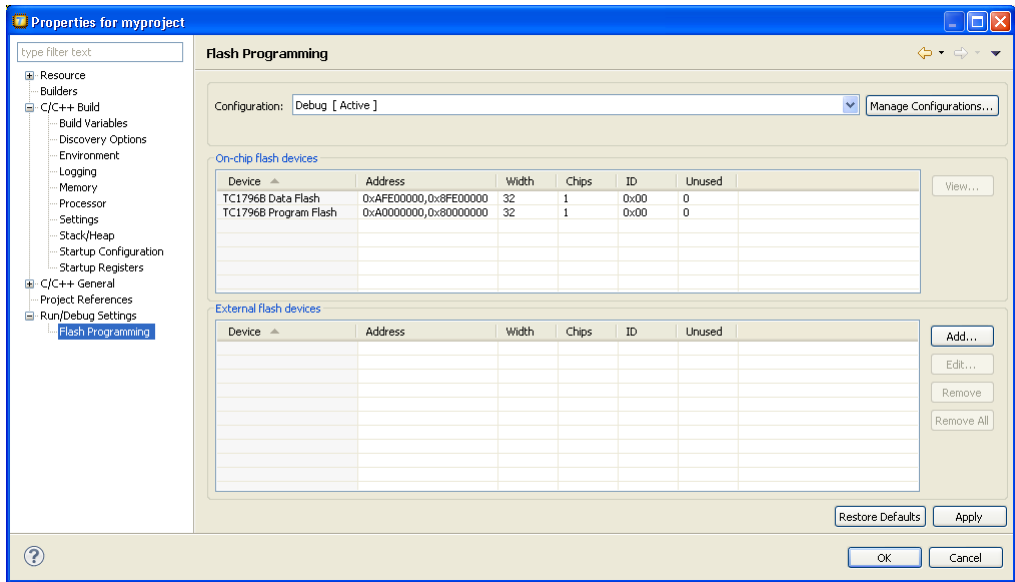 Properties for myproject
type filter text
Resource
Builders
C/C++ Build
Build Variables
Discovery Options
Environment
Logging
Memory
Processor
Settings
Stack/Heap
Startup Configuration
Startup Registers
C/C++ General
Project References
Run/Debug Settings
Flash Programming
Flash Programming
Configuration: Debug [ Active ] Manage Configurations...
On-chip flash devices
Device Address Width Chips ID Unused View...
TC1796B Data Flash 0xAFE00000,0x8FE00000 32 1 0x00 0
TC1796B Program Flash 0xA0000000,0x80000000 32 1 0x00 0
External flash devices
Device Address Width Chips ID Unused Add...
Edit...
Remove
Remove All
Restore Defaults Apply
OK Cancel